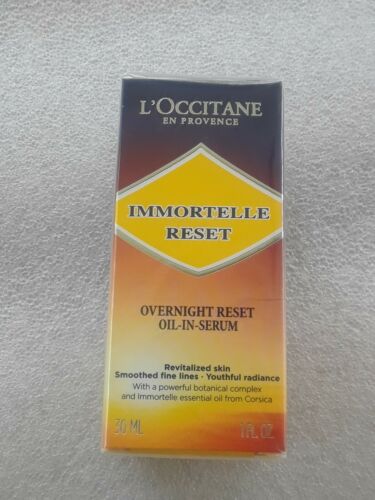 L'OCCITANE
EN PROVENCE
IMMORTELLE
RESET
OVERNIGHT RESET
OIL-IN-SERUM
Revitalized skin
Smoothed fine lines · Youthful radiance
With a powerful botanical complex
and Immortelle essential oil from Corsica
30 ML 1 FL.OZ